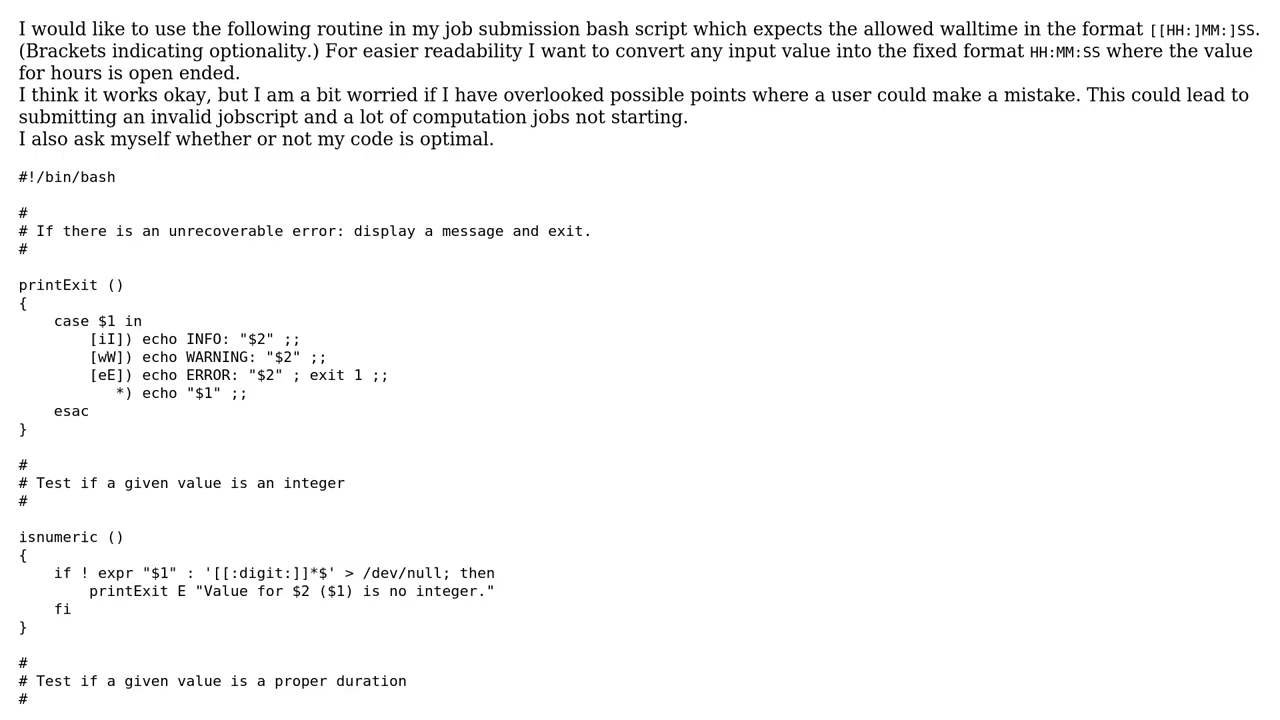 I would like to use the following routine in my job submission bash script which expects the allowed walltime in the format [[HH:]MM:]SS.
(Brackets indicating optionality.) For easier readability I want to convert any input value into the fixed format HH:MM:SS where the value
for hours is open ended.
I think it works okay, but I am a bit worried if I have overlooked possible points where a user could make a mistake. This could lead to
submitting an invalid jobscript and a lot of computation jobs not starting.
I also ask myself whether or not my code is optimal.
#!/bin/bash
#
# If there is an unrecoverable error: display a message and exit.
#
printExit ()
{
    case $1 in
        [iI]) echo INFO: "$2" ;;
        [wW]) echo WARNING: "$2" ;;
        [eE]) echo ERROR: "$2" ; exit 1 ;;
           *) echo "$1" ;;
    esac
}
#
# Test if a given value is an integer
#
isnumeric ()
{
    if ! expr "$1" : '[[:digit:]]*$' > /dev/null; then
        printExit E "Value for $2 ($1) is no integer."
    fi
}
#
# Test if a given value is a proper duration
#